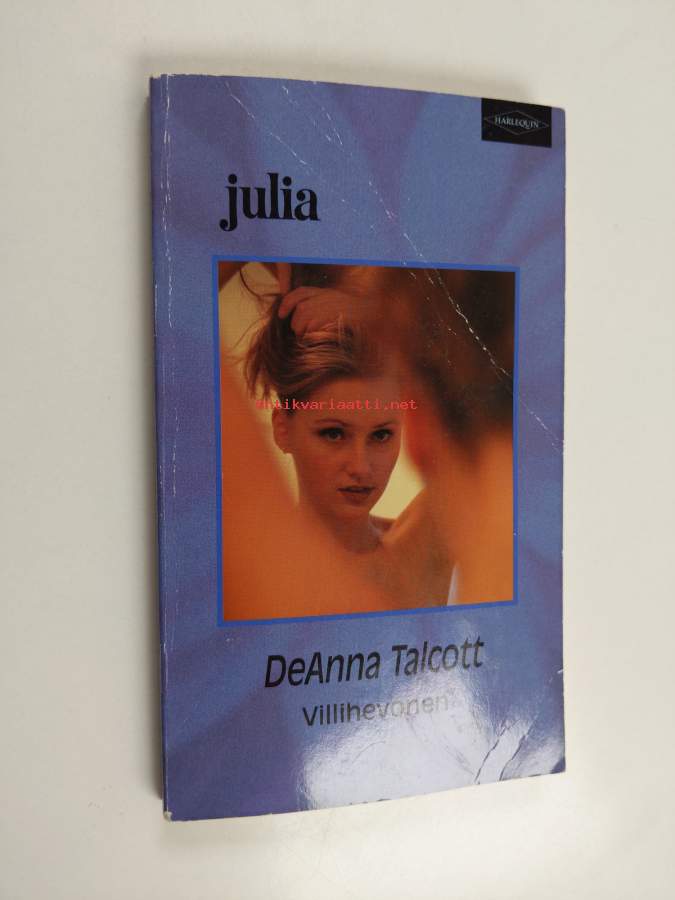 HARLEQUIN
julia
antikvariaatti.net
DeAnna Talcott
Villihevonen